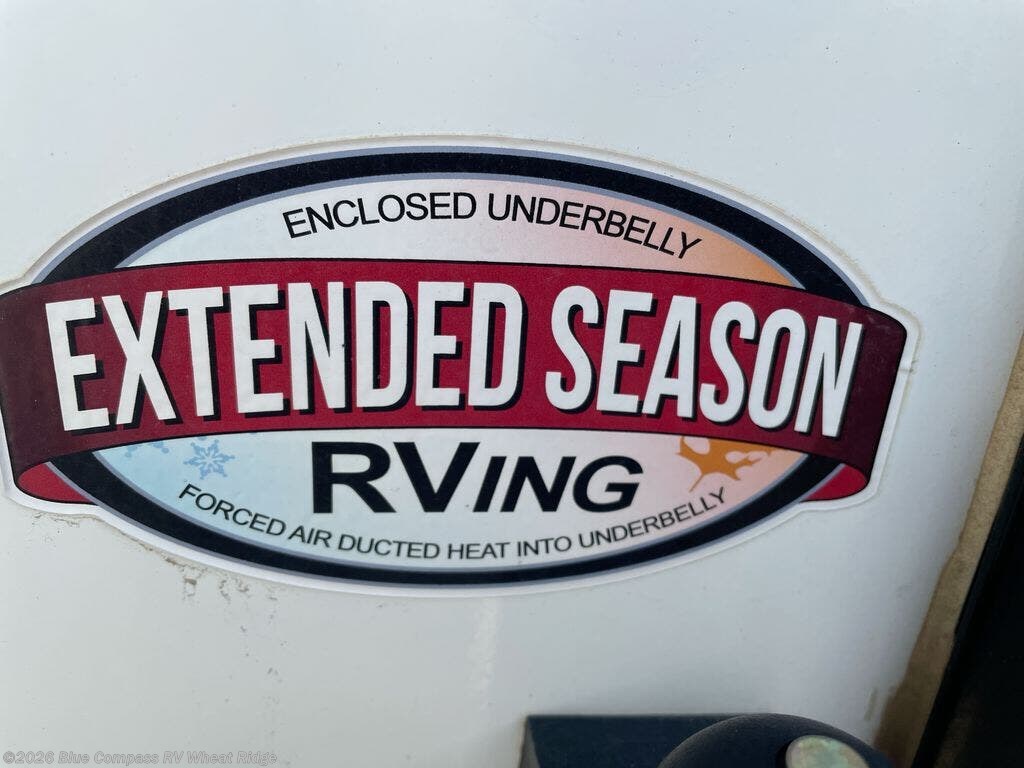 ENCLOSED UNDERBELLY
EXTENDED SEASON
RVING
FORCED AIR DUCTED HEAT INTO UNDERBELLY
©2026 Blue Compass RV Wheat Ridge